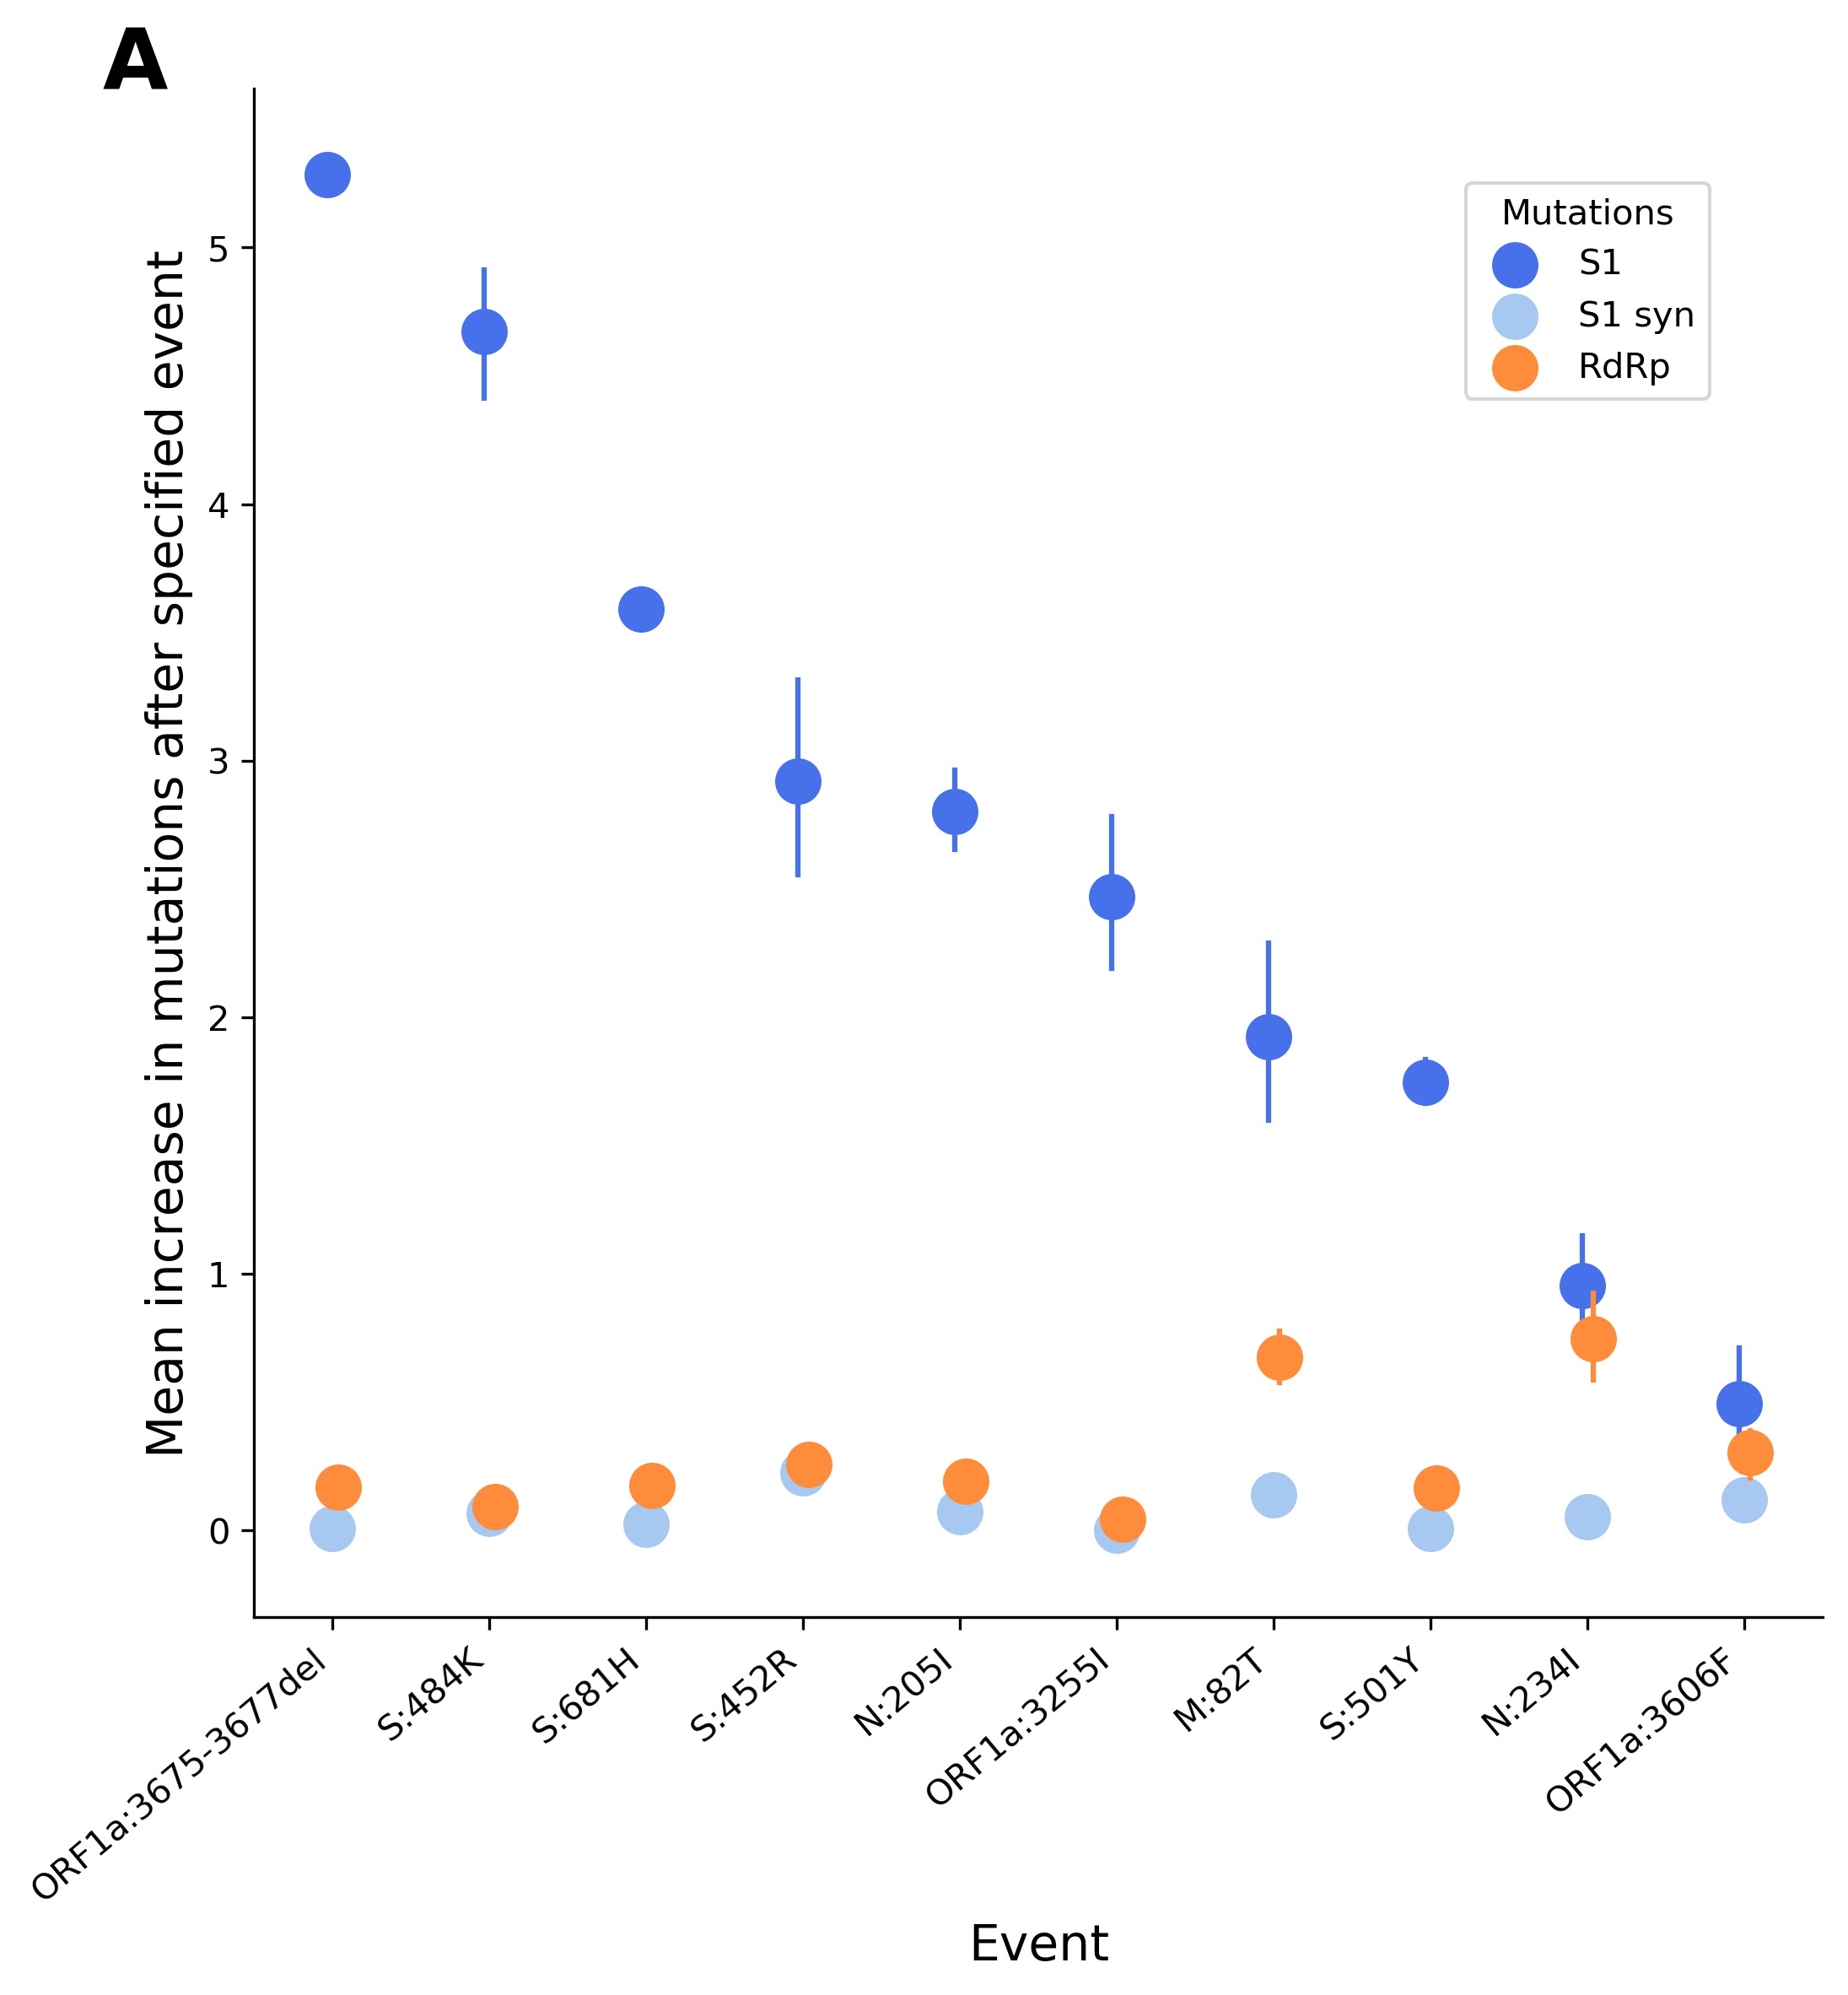 A
Mean increase in mutations after specified event
5
4
3
2
1
0
Mutations
S1
S1 syn
RdRp
ORF1a:3675-3677del
S:484K
S:681H
S:452R
N:205I
ORF1a:3255I
M:82T
S:501Y
N:234I
ORF1a:3606F
Event